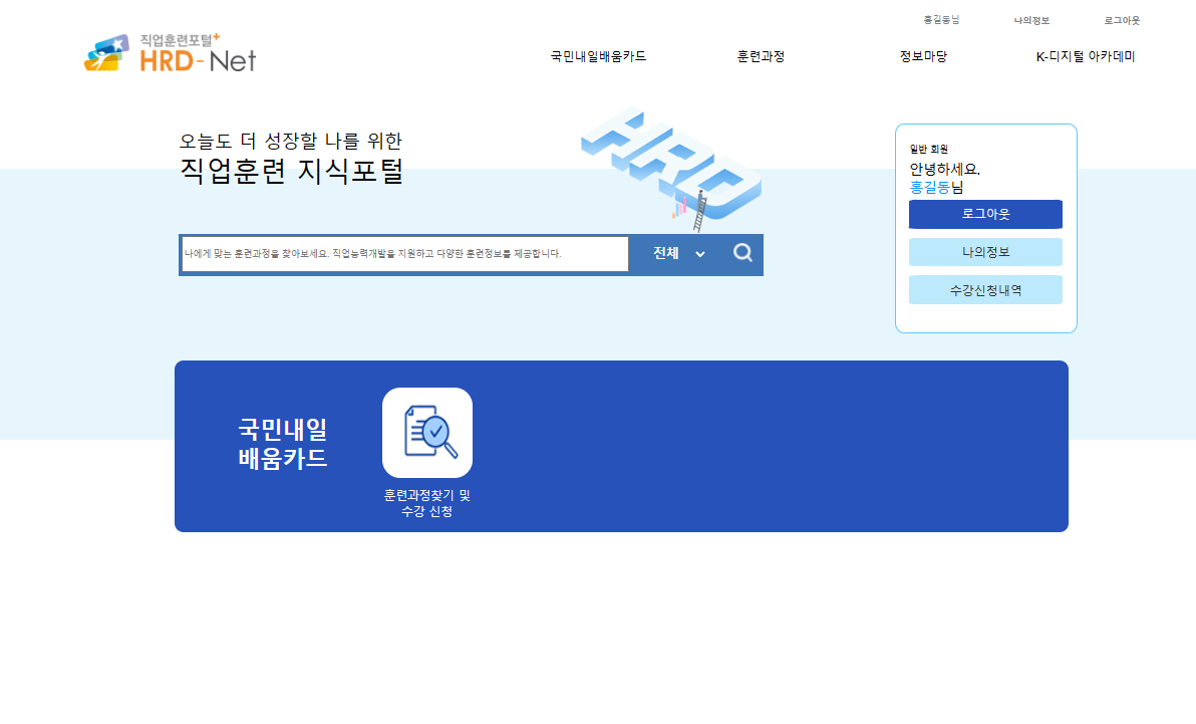 홍길동님 나의정보 로그아웃
직업훈련포털+
HRD-Net
국민내일배움카드 훈련과정 정보마당 K-디지털 아카데미
오늘도 더 성장할 나를 위한
직업훈련 지식포털
HRD
나에게 맞는 훈련과정을 찾아보세요. 직업능력개발을 지원하고 다양한 훈련정보를 제공합니다.
전체
일반 회원
안녕하세요,
홍길동님
로그아웃
나의정보
수강신청내역
국민내일
배움카드
훈련과정찾기 및
수강 신청